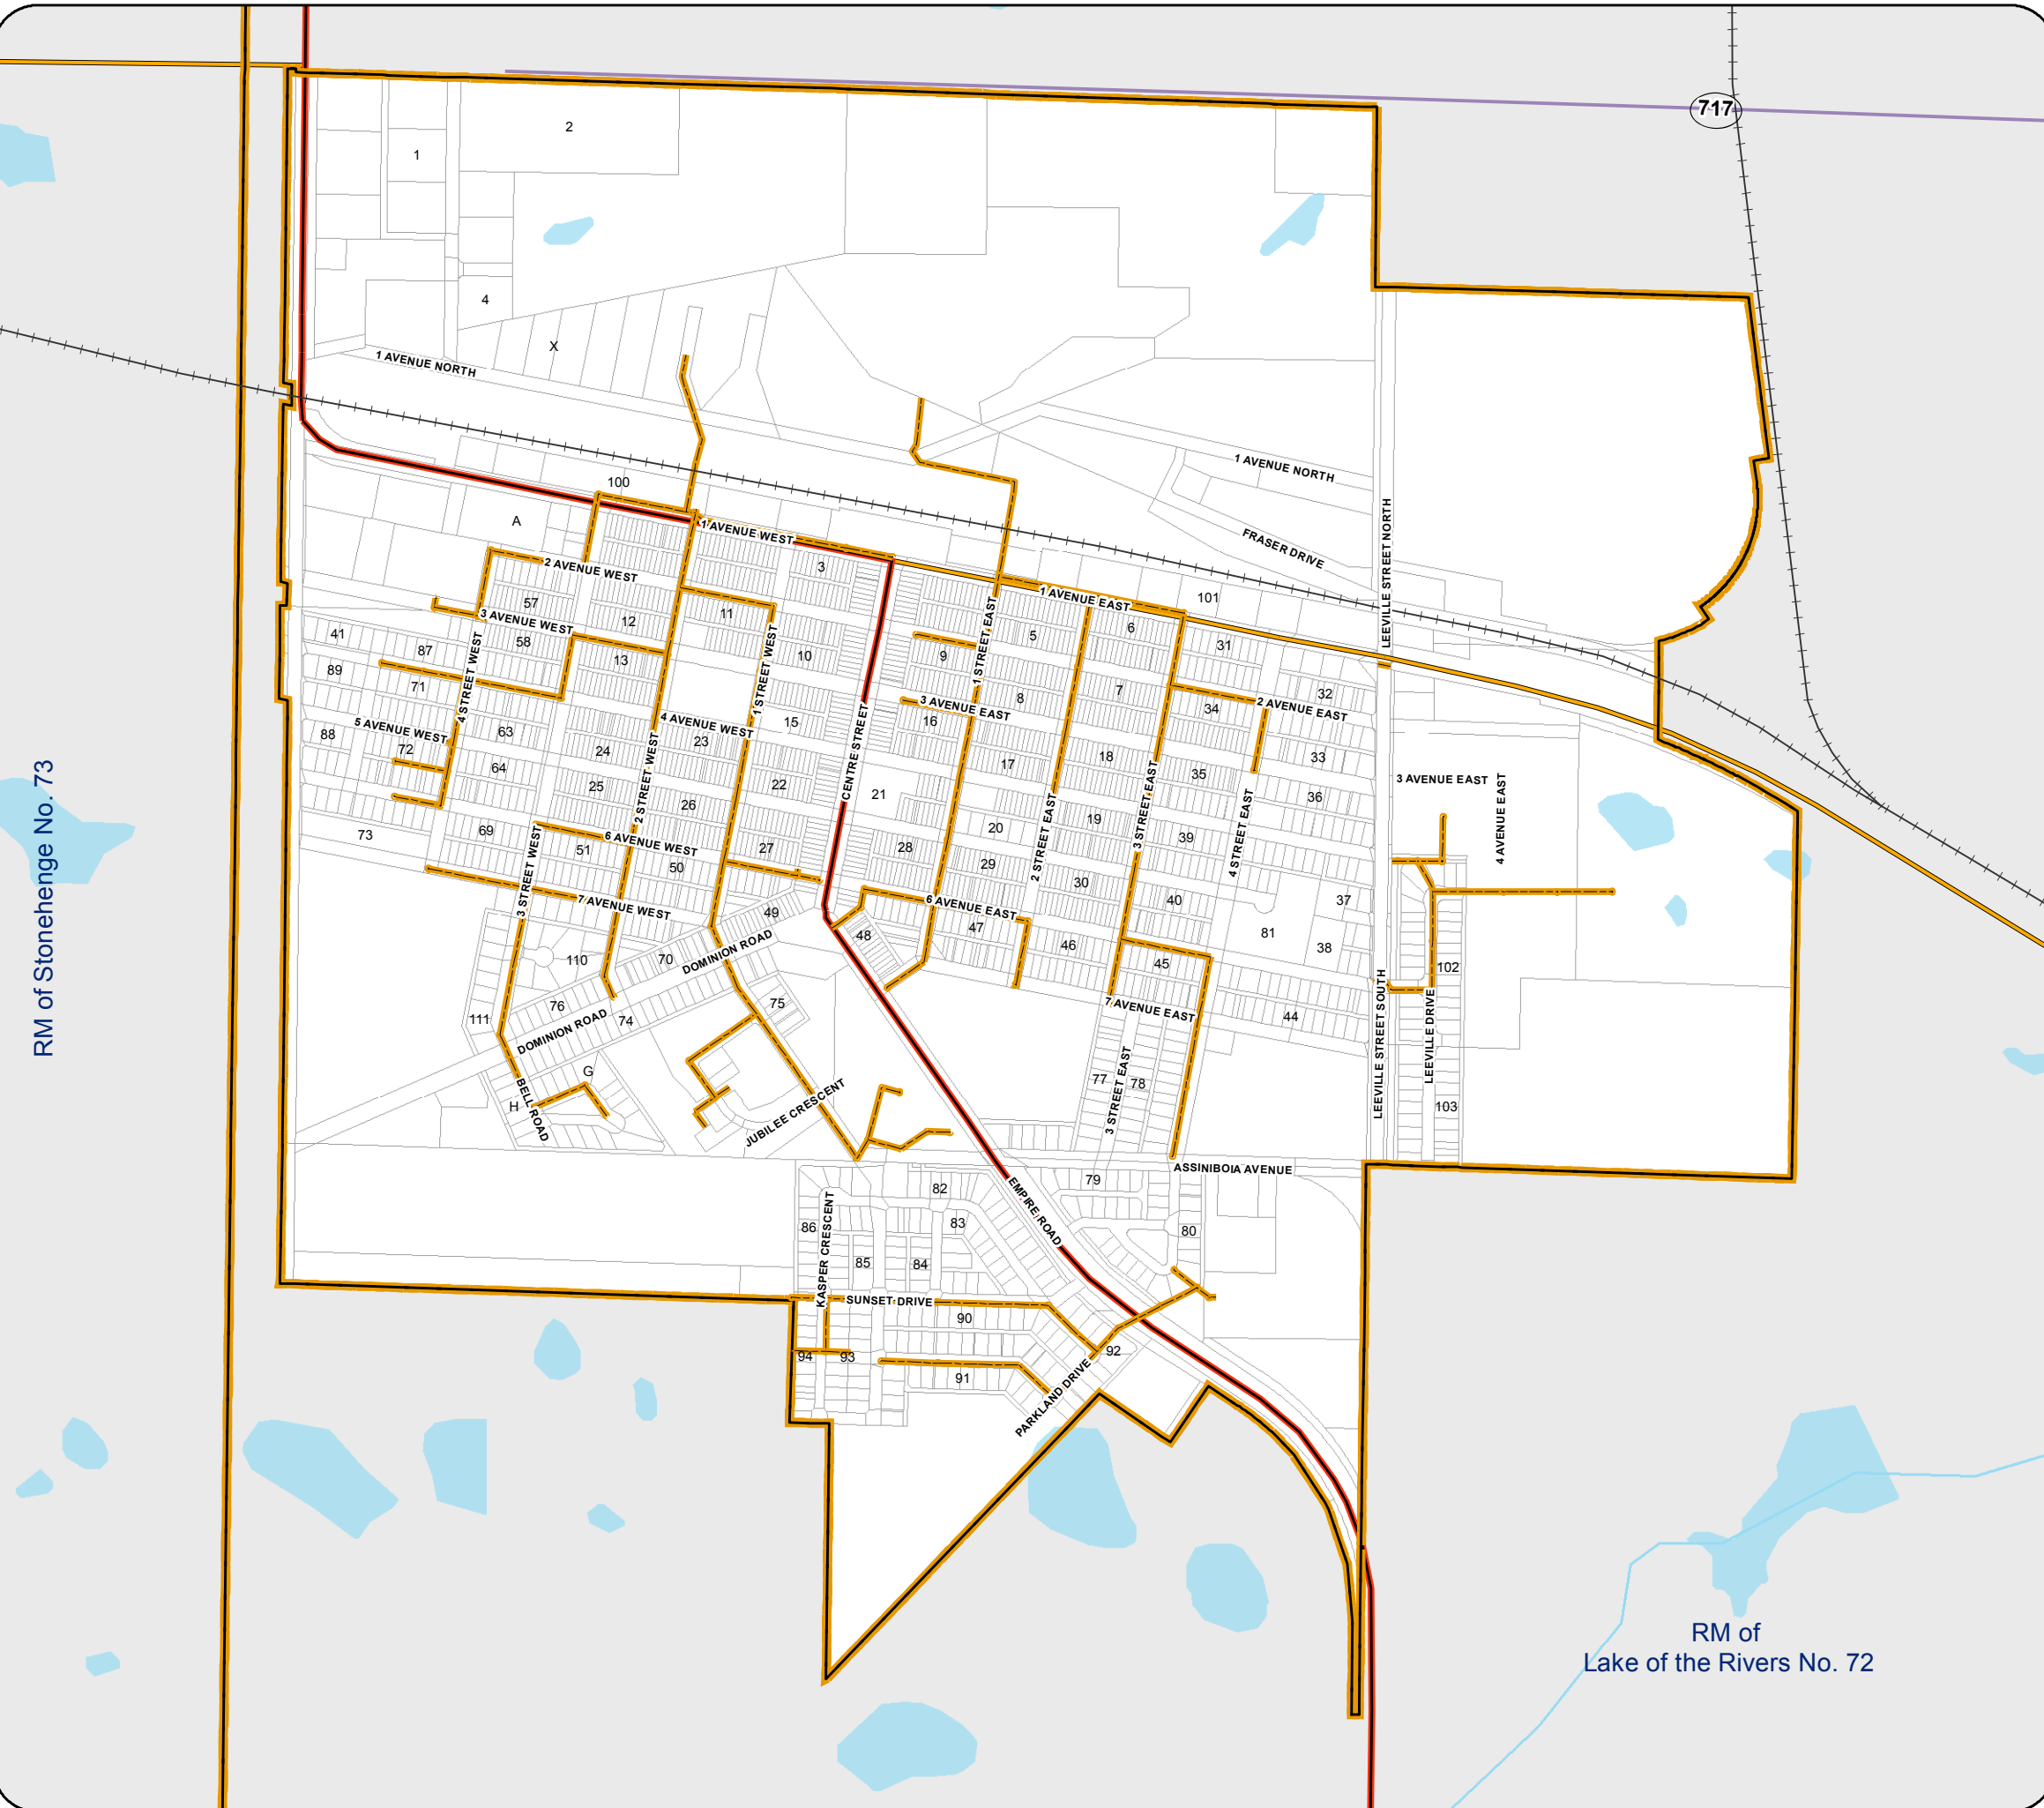 717
2
1
4
X
1 AVENUE NORTH
1 AVENUE NORTH
100
A
1 AVENUE WEST
FRASER DRIVE
LEEVILLE STREET NORTH
2 AVENUE WEST
3
57
12
11
3 AVENUE WEST
1 AVENUE EAST
101
5
6
31
41
87
58
13
10
9
1 STREET EAST
89
71
4 STREET WEST
1 STREET WEST
8
7
32
34
2 AVENUE EAST
3 AVENUE EAST
16
15
4 AVENUE WEST
23
5 AVENUE WEST
88
72
63
24
64
25
2 STREET WEST
26
22
CENTRE STREET
21
17
18
35
33
36
3 AVENUE EAST
4 AVENUE EAST
RM of Stonehenge No. 73
73
69
51
6 AVENUE WEST
50
27
28
20
29
19
30
2 STREET EAST
3 STREET EAST
39
4 STREET EAST
40
37
3 STREET WEST
7 AVENUE WEST
49
48
6 AVENUE EAST
47
46
45
81
38
110
70
DOMINION ROAD
102
76
74
75
111
DOMINION ROAD
7 AVENUE EAST
44
LEEVILLE STREET SOUTH
LEEVILLE DRIVE
G
H
BELL ROAD
JUBILEE CRESCENT
77
78
3 STREET EAST
103
ASSINIBOIA AVENUE
79
82
EMPIRE ROAD
86
KASPER CRESCENT
83
80
85
84
SUNSET DRIVE
90
94
93
91
92
PARKLAND DRIVE
RM of
Lake of the Rivers No. 72